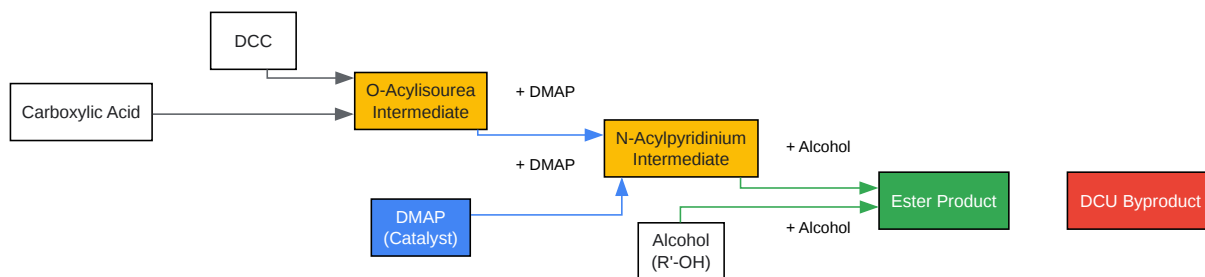 DCC
Carboxylic Acid
O-Acylisourea
Intermediate
+ DMAP
N-Acylpyridinium
Intermediate
+ DMAP
+ Alcohol
DMAP
(Catalyst)
Alcohol
(R'-OH)
+ Alcohol
Ester Product
DCU Byproduct